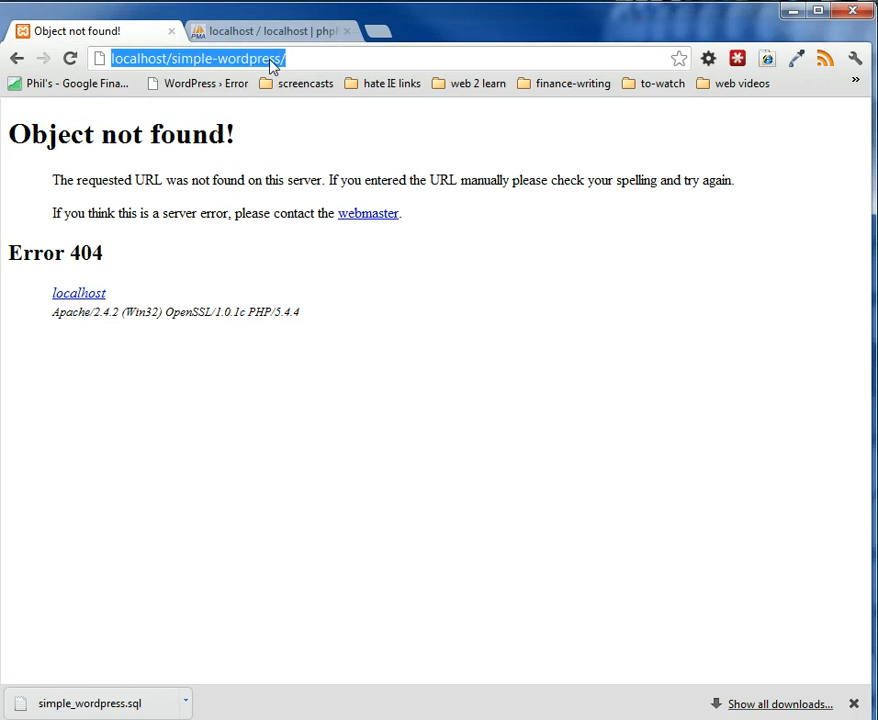 Object not found!
localhost / localhost | phpl
localhost/simple-wordpress/
Phil's - Google Fina...
WordPress › Error
screencasts
hate IE links
web 2 learn
finance-writing
to-watch
web videos
Object not found!
The requested URL was not found on this server. If you entered the URL manually please check your spelling and try again.
If you think this is a server error, please contact the webmaster.
Error 404
localhost
Apache/2.4.2 (Win32) OpenSSL/1.0.1c PHP/5.4.4
simple_wordpress.sql
Show all downloads...